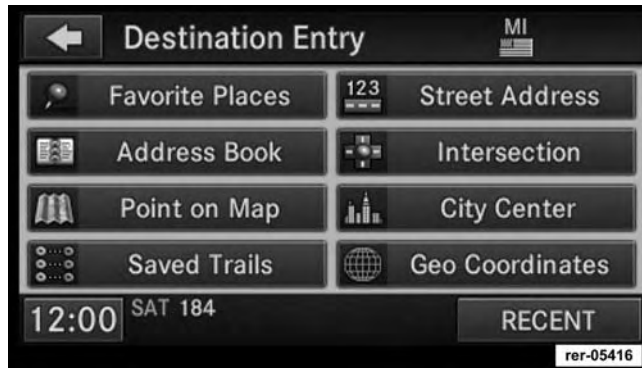 Destination Entry
MI
Favorite Places
123 Street Address
Address Book
Intersection
Point on Map
City Center
Saved Trails
Geo Coordinates
12:00
SAT 184
RECENT
rer-05416